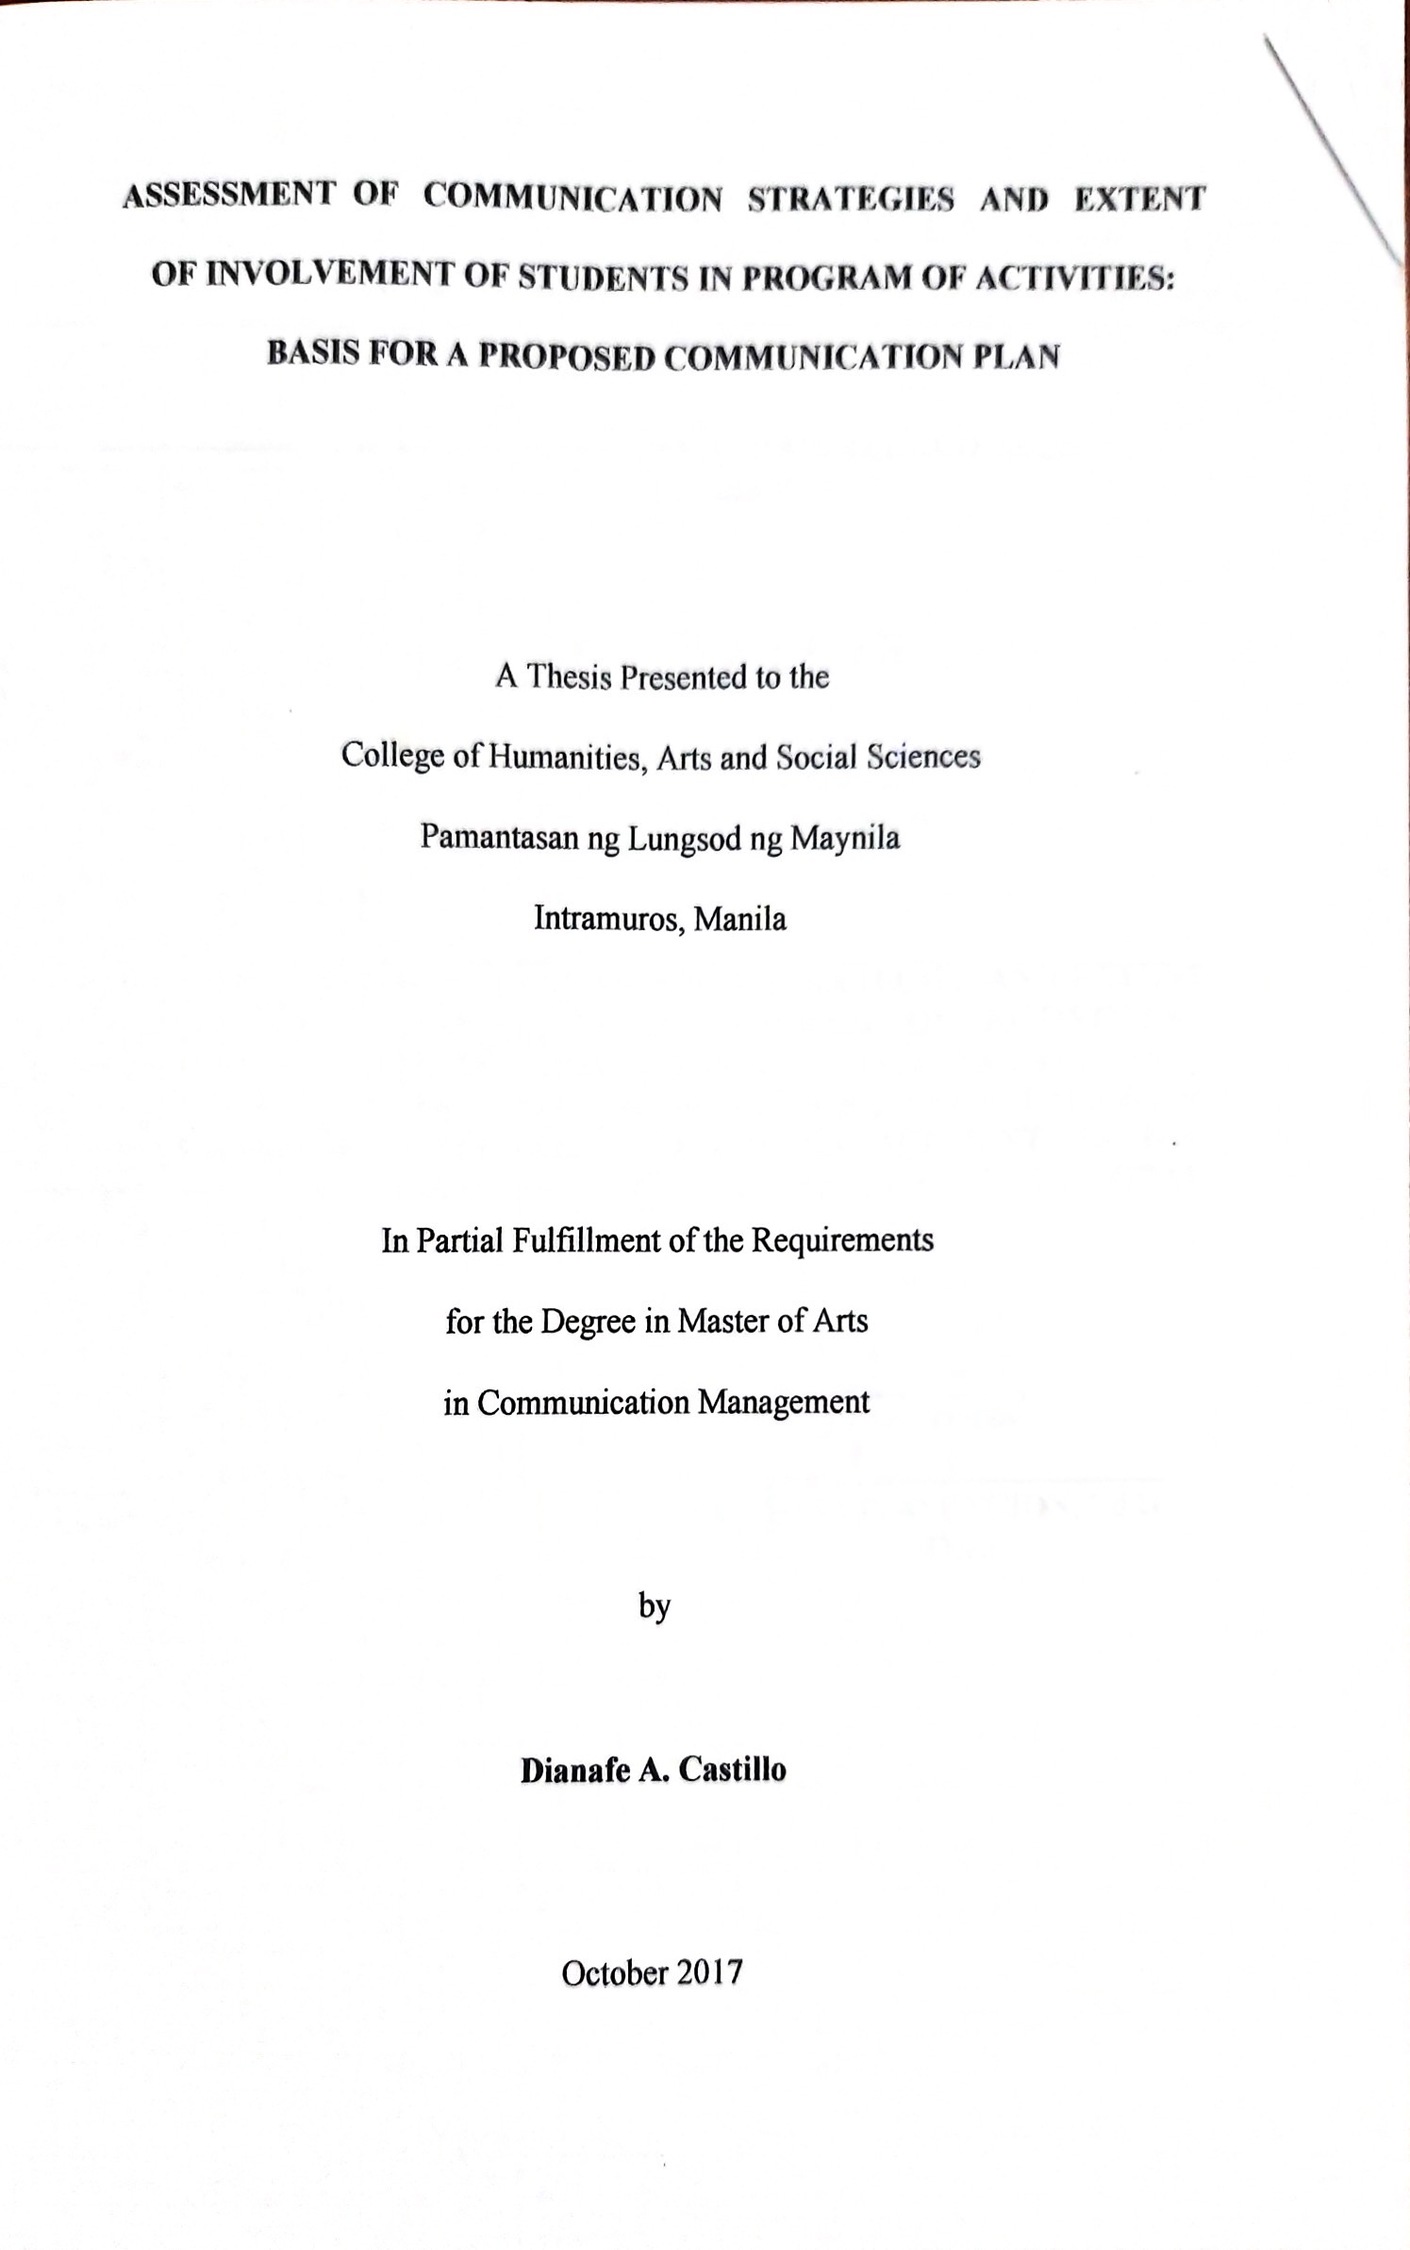 ASSESSMENT OF COMMUNICATION STRATEGIES AND EXTENT
OF INVOLVEMENT OF STUDENTS IN PROGRAM OF ACTIVITIES:
BASIS FOR A PROPOSED COMMUNICATION PLAN
A Thesis Presented to the
College of Humanities, Arts and Social Sciences
Pamantasan ng Lungsod ng Maynila
Intramuros, Manila
In Partial Fulfillment of the Requirements
for the Degree in Master of Arts
in Communication Management
by
Dianafe A. Castillo
October 2017